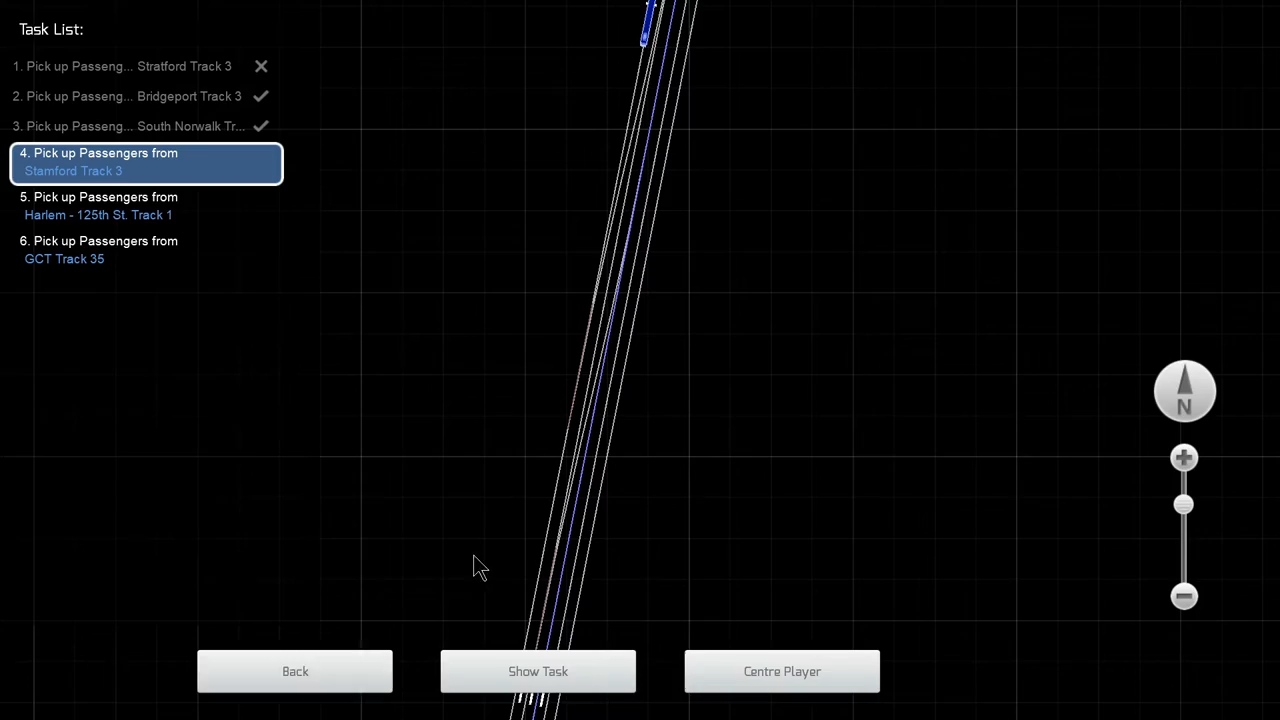 Task List:
1. Pick up Passeng... Stratford Track 3
2. Pick up Passeng... Bridgeport Track 3
3. Pick up Passeng... South Norwalk Tr...
4. Pick up Passengers from
Stamford Track 3
5. Pick up Passengers from
Harlem - 125th St. Track 1
6. Pick up Passengers from
GCT Track 35
N
Back
Show Task
Centre Player